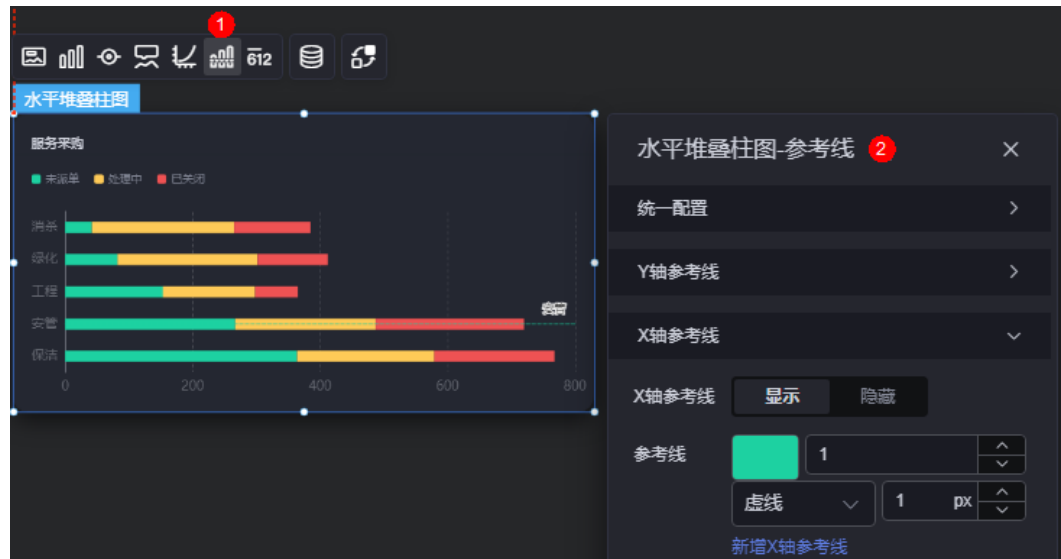 1
612
水平堆叠柱图
服务采购
未派单 处理中 已关闭
消杀
绿化
工程
安管
保洁
0 200 400 600 800
水平堆叠柱图-参考线 2
统一配置
Y轴参考线
X轴参考线
X轴参考线 显示 隐藏
参考线 1
虚线 1 px
新增X轴参考线